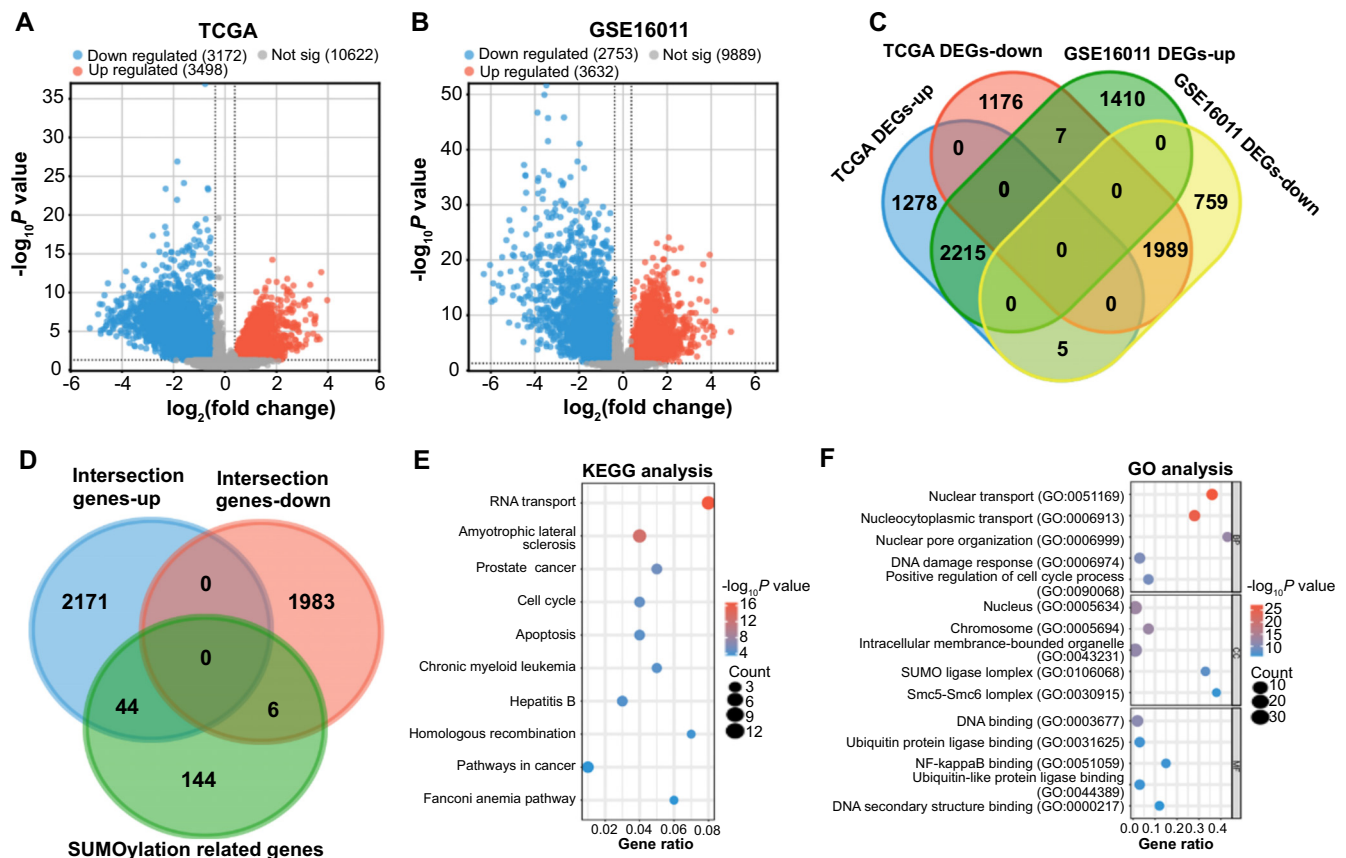 A
TCGA
Down regulated (3172) Not sig (10622)
Up regulated (3498)
35
30
25
20
15
10
5
0
-6 -4 -2 0 2 4 6
-log10P value
log2(fold change)
B
GSE16011
Down regulated (2753) Not sig (9889)
Up regulated (3632)
50
40
30
20
10
0
-6 -4 -2 0 2 4 6
-log10P value
log2(fold change)
C
TCGA DEGs-down GSE16011 DEGs-up
TCGA DEGs-up
GSE16011 DEGs-down
1176 1410
0 7 0
1278 0 0 759
2215 0 1989
0 0
5
D
Intersection
genes-up
Intersection
genes-down
2171 0 1983
0
44 6
144
SUMOylation related genes
E
KEGG analysis
RNA transport
Amyotrophic lateral
sclerosis
Prostate cancer
Cell cycle
Apoptosis
Chronic myeloid leukemia
Hepatitis B
Homologous recombination
Pathways in cancer
Fanconi anemia pathway
0.02 0.04 0.06 0.08
Gene ratio
-log10P value
16
12
8
4
Count
3
6
9
12
F
GO analysis
Nuclear transport (GO:0051169)
Nucleocytoplasmic transport (GO:0006913)
Nuclear pore organization (GO:0006999)
DNA damage response (GO:0006974)
Positive regulation of cell cycle process
(GO:0090068)
Nucleus (GO:0005634)
Chromosome (GO:0005694)
Intracellular membrance-bounded organelle
(GO:0043231)
SUMO ligase lomplex (GO:0106068)
Smc5-Smc6 lomplex (GO:0030915)
DNA binding (GO:0003677)
Ubiquitin protein ligase binding (GO:0031625)
NF-kappaB binding (GO:0051059)
Ubiquitin-like protein ligase binding
(GO:0044389)
DNA secondary structure binding (GO:0000217)
BP
CC
MF
0.0 0.1 0.2 0.3 0.4
Gene ratio
-log10P value
25
20
15
10
Count
10
20
30